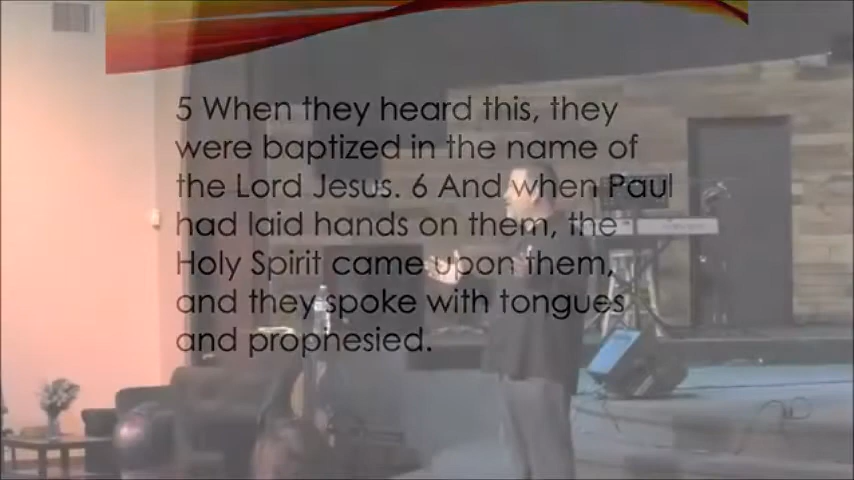 5 When they heard this, they
were baptized in the name of
the Lord Jesus. 6 And when Paul
had laid hands on them, the
Holy Spirit came upon them,
and they spoke with tongues
and prophesied.